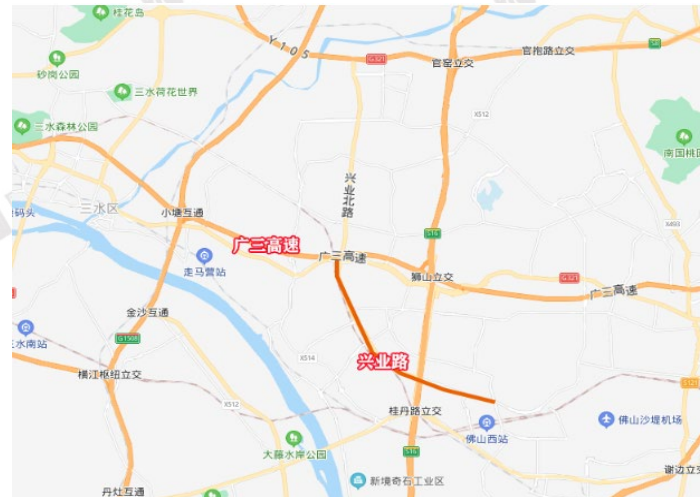 桂花岛
Y105
G321
官窑立交
官抱路立交
S6
砂岗公园
三水荷花世界
X512
三水森林公园
南国桃园
兴业北路
三水区
码头
小塘互通
X493
S16
广三高速
广三高速
走马营站
狮山立交
G321
广三高速
金沙互通
三水南站
G1508
X514
兴业路
横江枢纽立交
S121
X512
桂丹路立交
佛山西站
佛山沙堤机场
大藤水岸公园
S16
谢边立交
新境奇石工业区
丹灶互通